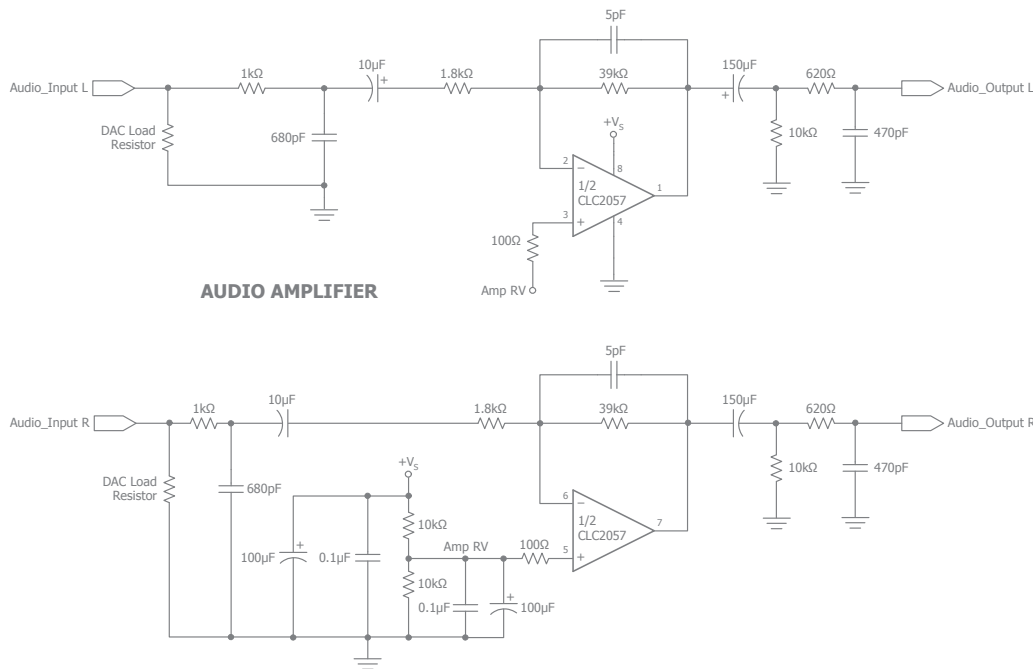 5pF
Audio_Input L
1kΩ
10µF
+
1.8kΩ
39kΩ
150µF
+
620Ω
Audio_Output L
DAC Load
Resistor
680pF
+Vs
10kΩ
470pF
2
−
8
1/2
CLC2057
1
3
+
4
100Ω
Amp RV
AUDIO AMPLIFIER
5pF
Audio_Input R
1kΩ
10µF
1.8kΩ
39kΩ
150µF
620Ω
Audio_Output R
DAC Load
Resistor
680pF
+Vs
10kΩ
470pF
6
−
1/2
CLC2057
7
5
+
10kΩ
100µF
+
0.1µF
Amp RV
100Ω
10kΩ
0.1µF
+
100µF